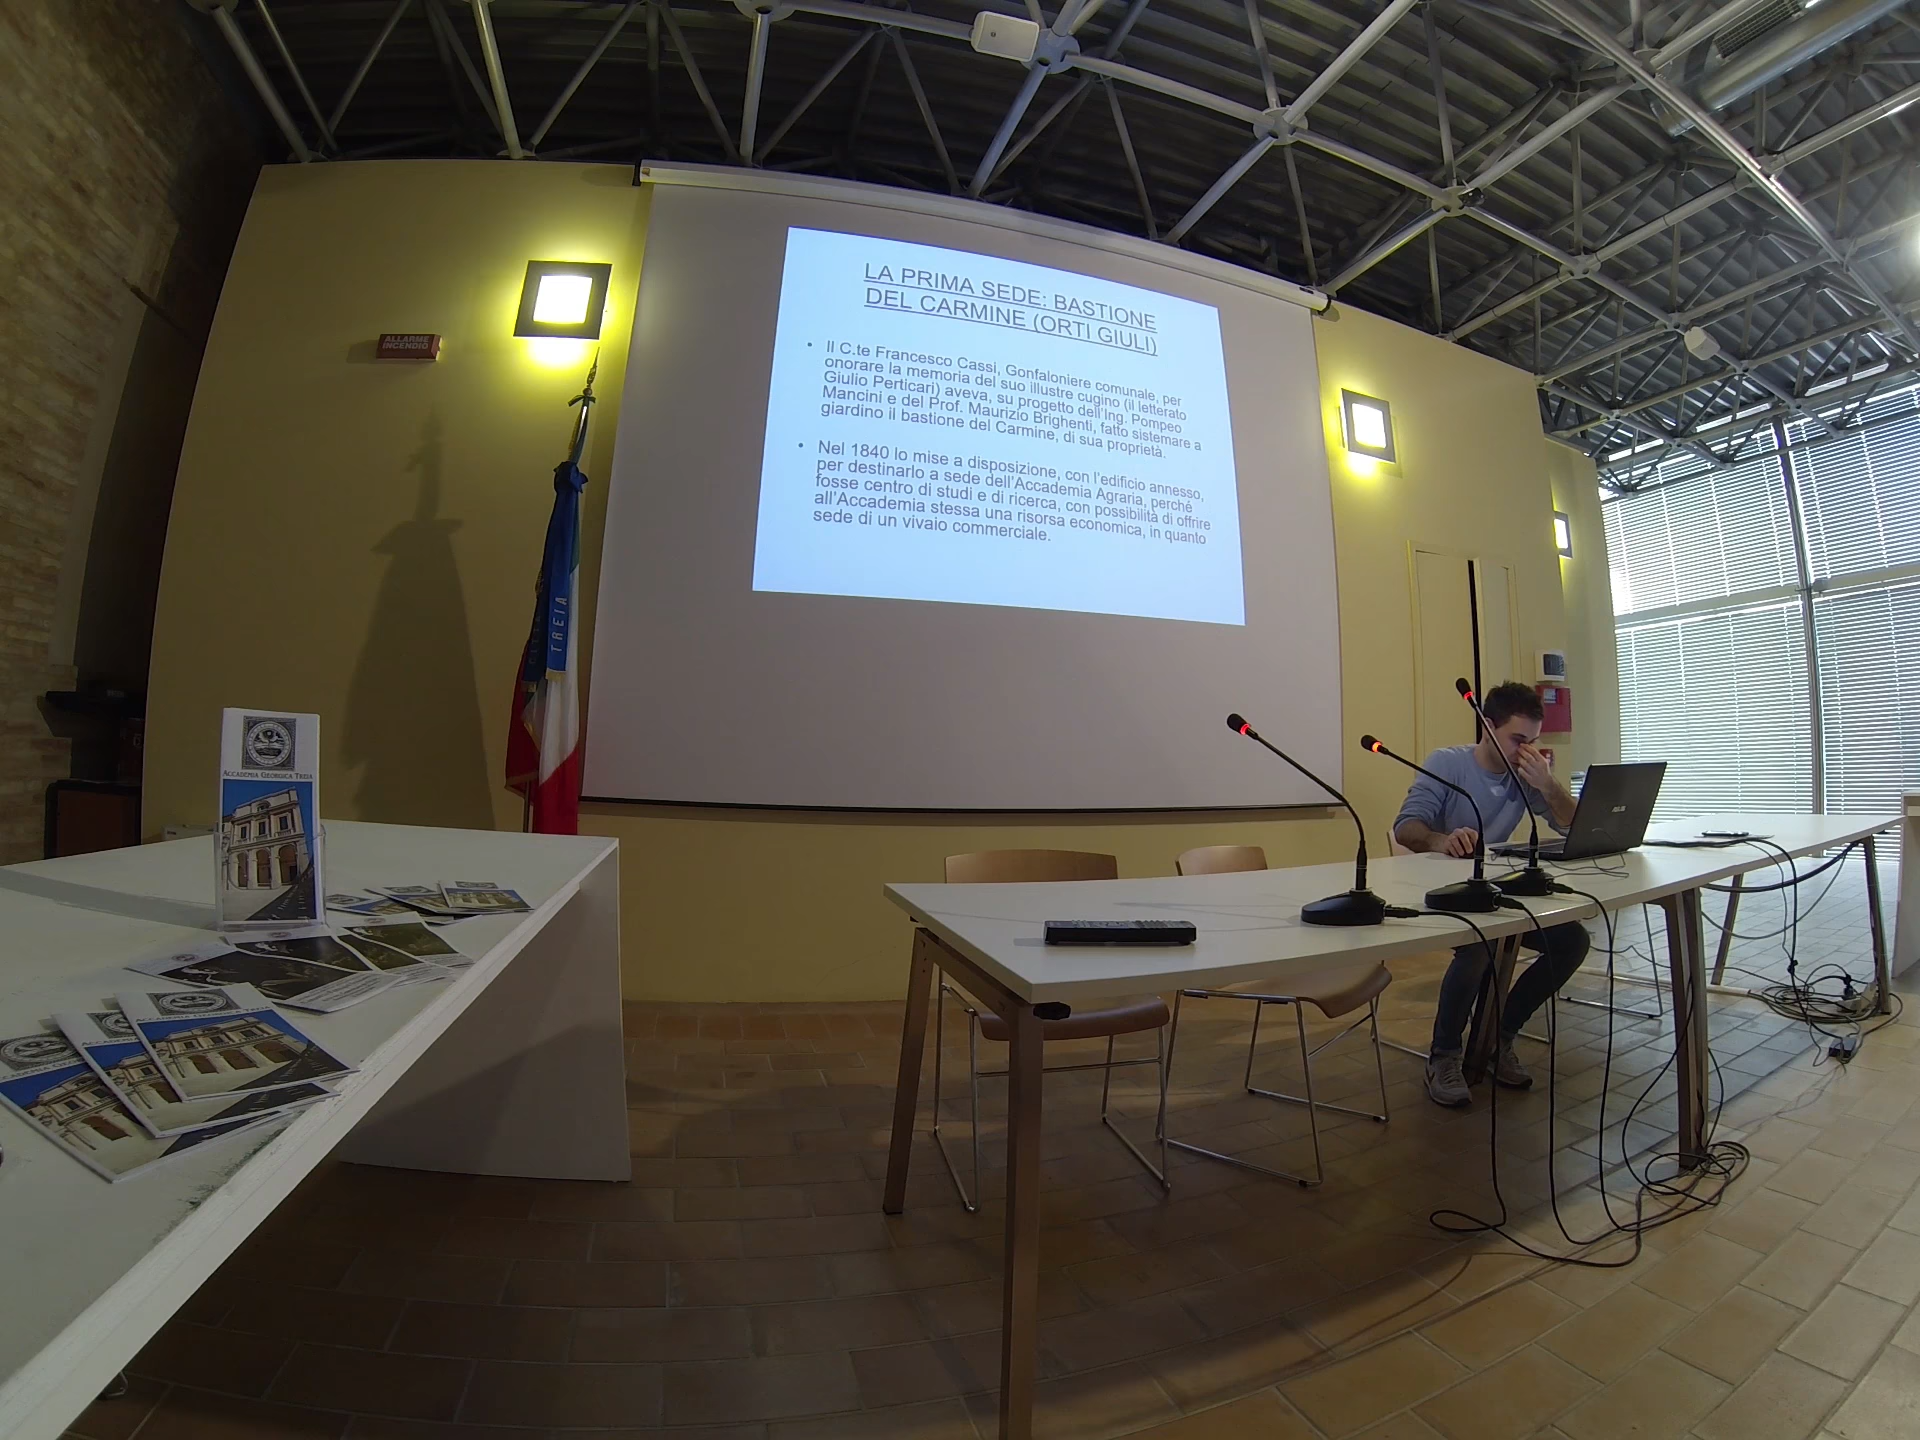 LA PRIMA SEDE: BASTIONE
DEL CARMINE (ORTI GIULI)
• Il C.te Francesco Cassi, Gonfaloniere comunale, per
onorare la memoria del suo illustre cugino (il letterato
Giulio Perticari) aveva, su progetto dell'Ing. Pompeo
Mancini e del Prof. Maurizio Brighenti, fatto sistemare a
giardino il bastione del Carmine, di sua proprietà.
• Nel 1840 lo mise a disposizione, con l'edificio annesso,
per destinarlo a sede dell'Accademia Agraria, perchè
fosse centro di studi e di ricerca, con possibilità di offrire
all'Accademia stessa una risorsa economica, in quanto
sede di un vivaio commerciale.
ALLARME
INCENDIO
TREIA
ACCADEMIA GEORGICA TREIA
ACCADEMIA GEORGICA TREIA